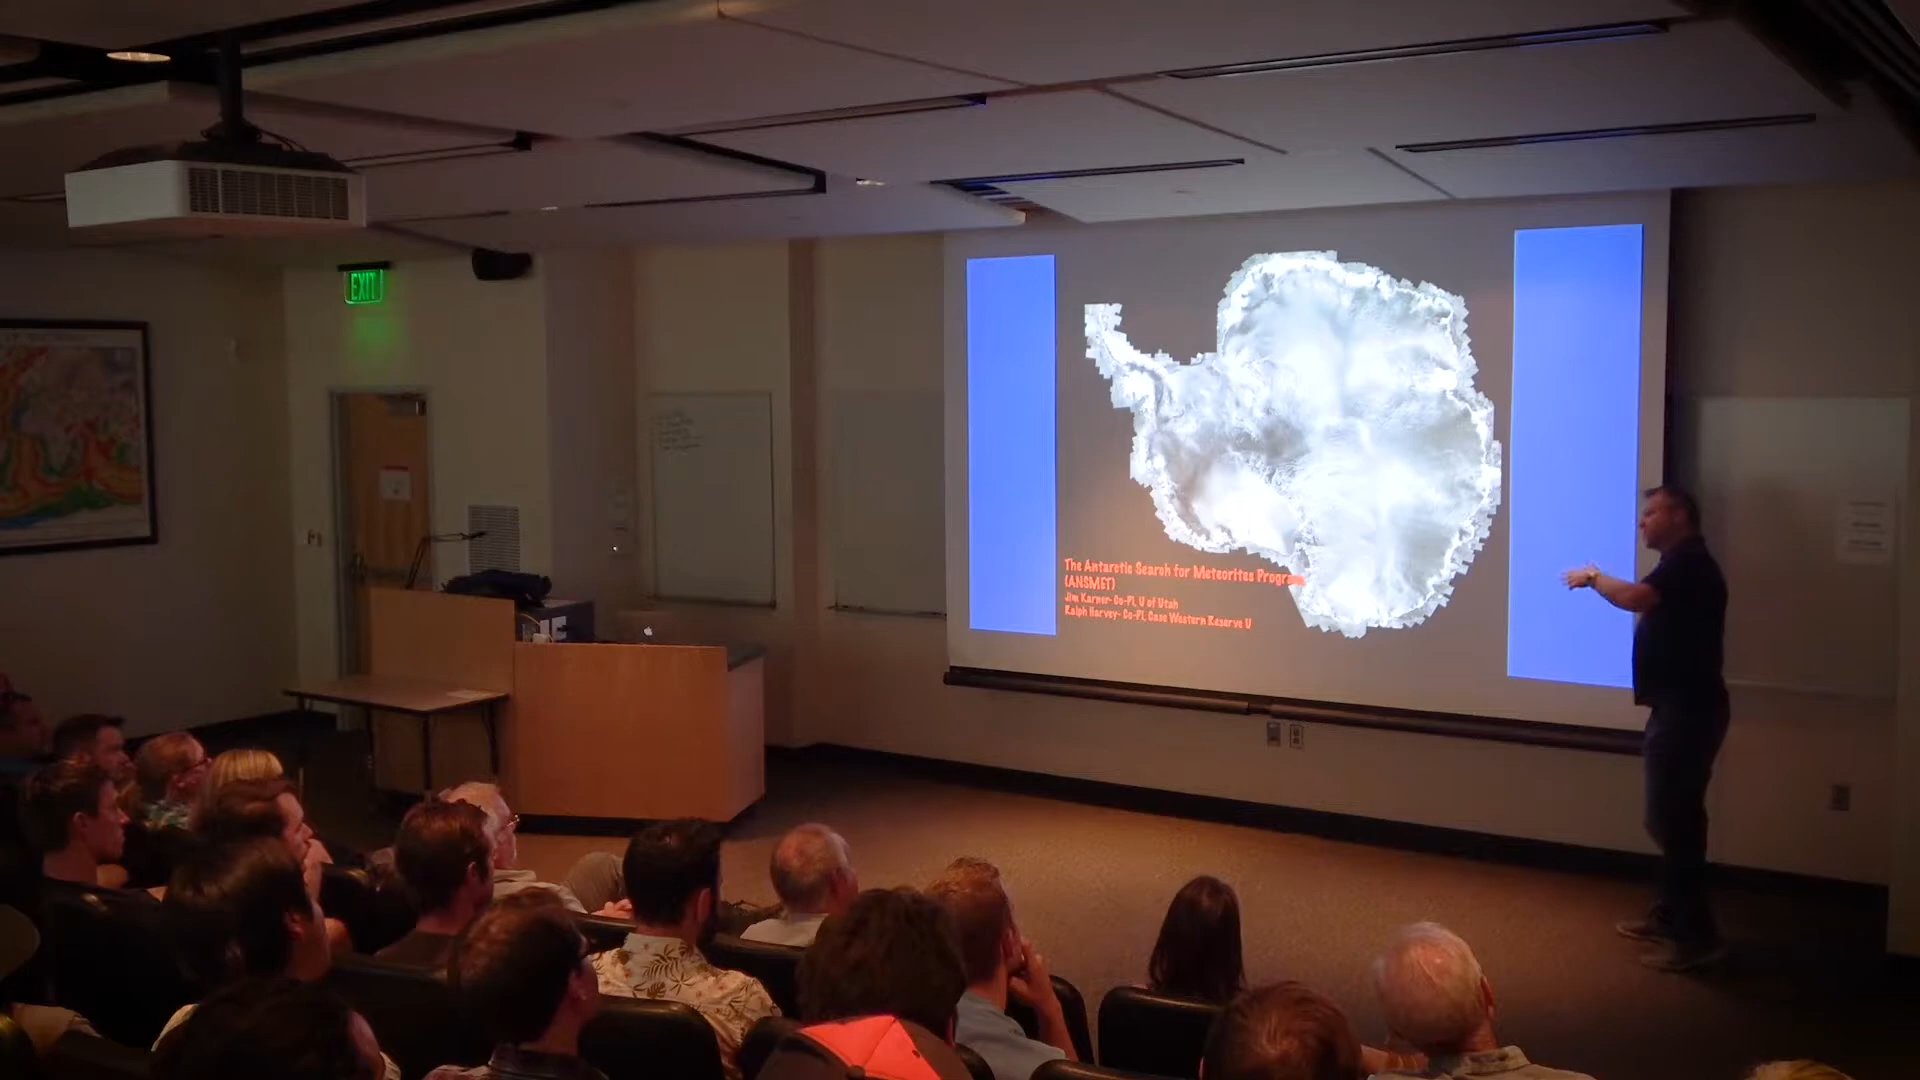 EXIT
The Antarctic Search for Meteorites Program
(ANSMET)
Jim Karner- Co-PI, U of Utah
Ralph Harvey- Co-PI, Case Western Reserve U